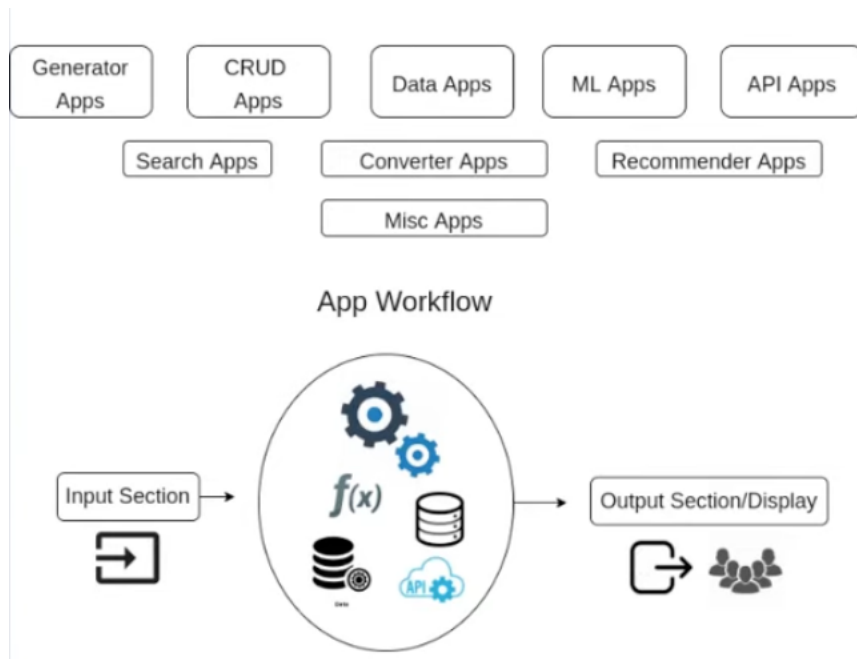 Generator
Apps
CRUD
Apps
Data Apps
ML Apps
API Apps
Search Apps
Converter Apps
Recommender Apps
Misc Apps
App Workflow
Input Section
f(x)
Data
API
Output Section/Display